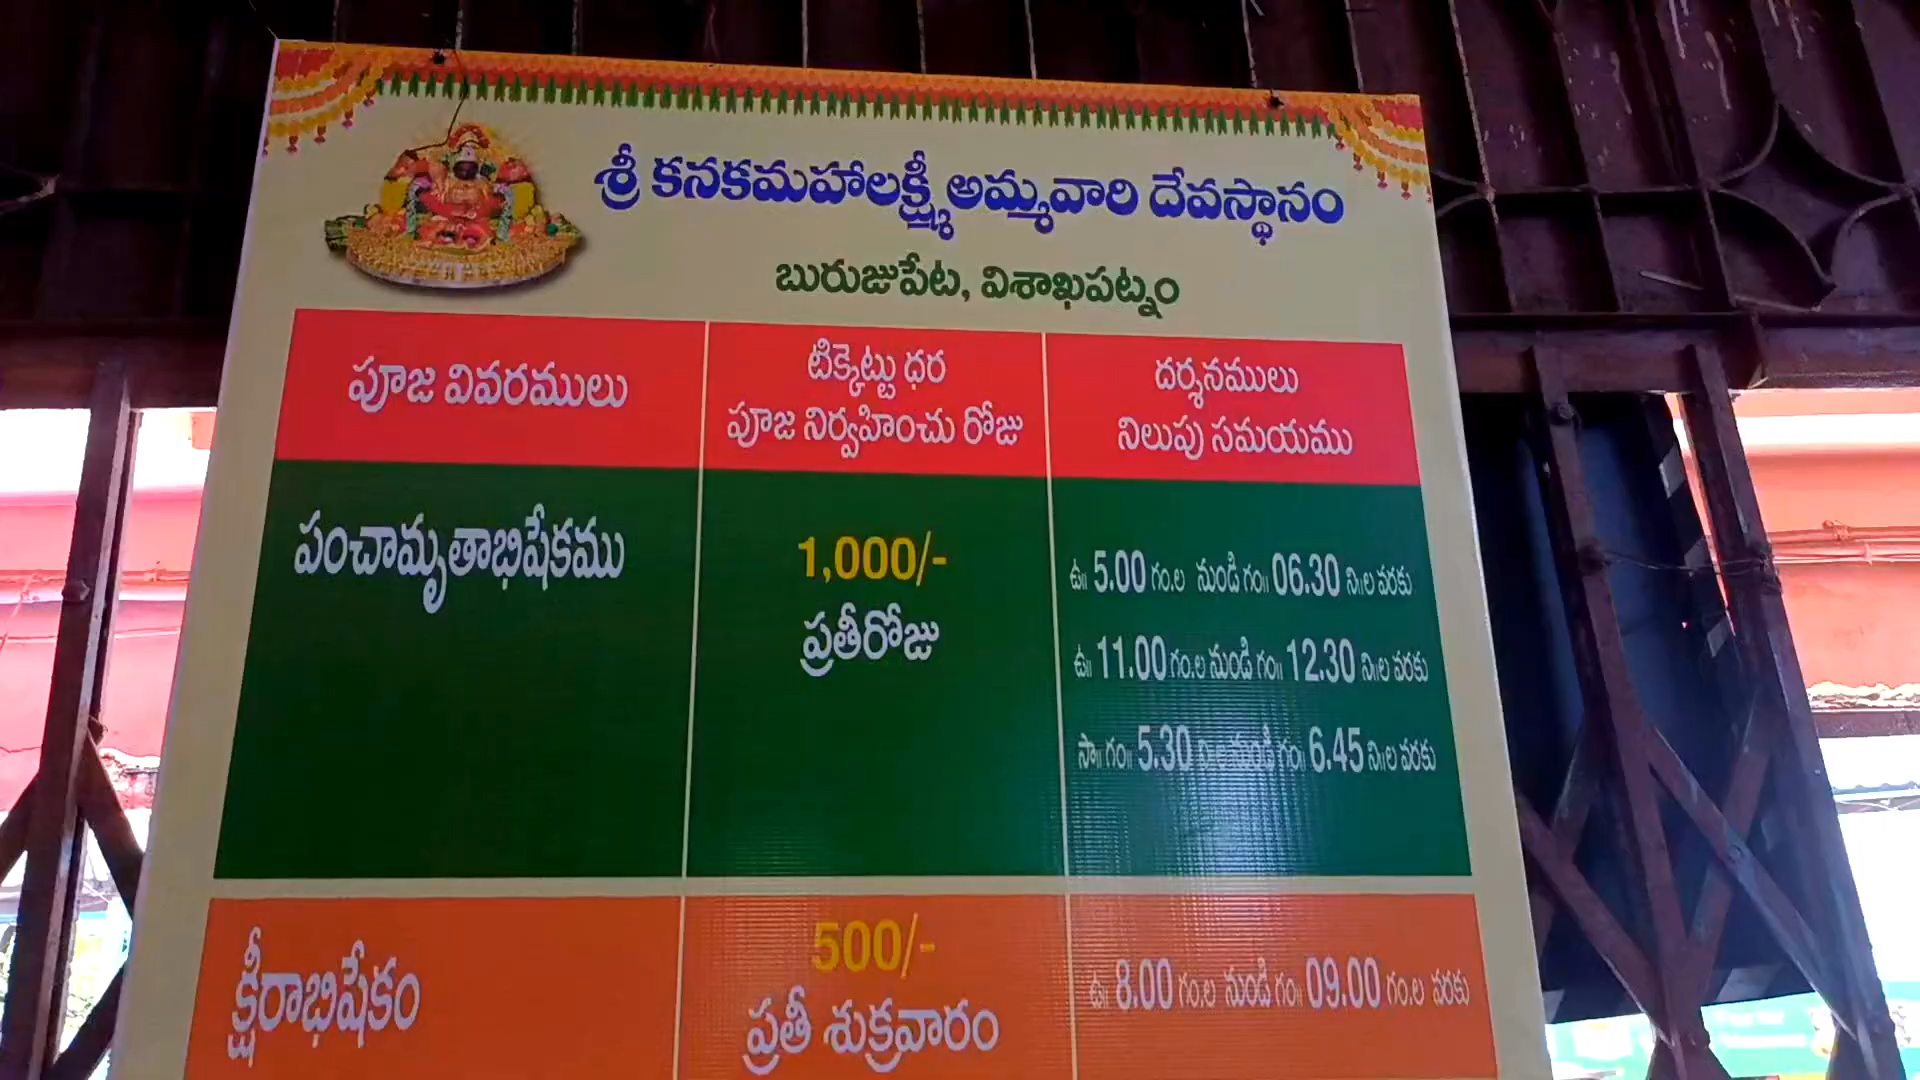 శ్రీ కనకమహాలక్ష్మీ అమ్మవారి దేవస్థానం
బురుజుపేట, విశాఖపట్నం
పూజ వివరములు
టిక్కెట్టు ధర
పూజ నిర్వహించు రోజు
దర్శనములు
నిలుపు సమయము
పంచామృతాభిషేకము
1,000/-
ప్రతీరోజు
ఉ॥ 5.00 గం.ల నుండి గం॥ 06.30 ని॥ల వరకు
ఉ॥ 11.00 గం.ల నుండి గం॥ 12.30 ని॥ల వరకు
సా॥ గం॥ 5.30 ని॥ల నుండి గం॥ 6.45 ని॥ల వరకు
క్షీరాభిషేకం
500/-
ప్రతీ శుక్రవారం
ఉ॥ 8.00 గం.ల నుండి గం॥ 09.00 గం.ల వరకు